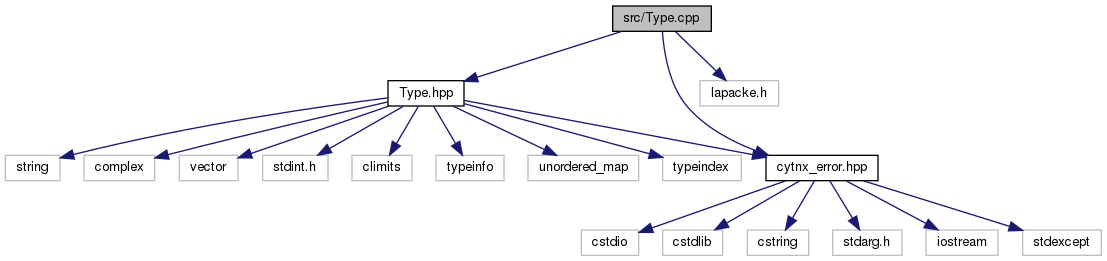 src/Type.cpp
Type.hpp
lapacke.h
string
complex
vector
stdint.h
climits
typeinfo
unordered_map
typeindex
cytnx_error.hpp
cstdio
cstdlib
cstring
stdarg.h
iostream
stdexcept